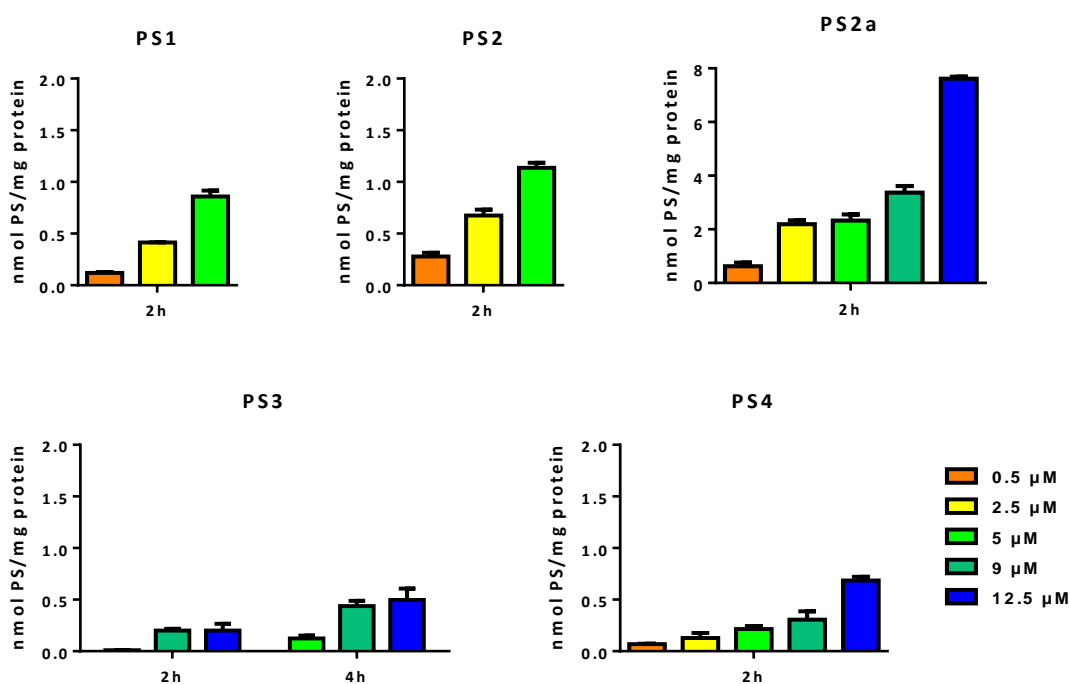 PS1
nmol PS/mg protein
2.0
1.5
1.0
0.5
0.0
2h
PS2
nmol PS/mg protein
2.0
1.5
1.0
0.5
0.0
2h
PS2a
nmol PS/mg protein
8
6
4
2
0
2h
PS3
nmol PS/mg protein
2.0
1.5
1.0
0.5
0.0
2h 4h
PS4
nmol PS/mg protein
2.0
1.5
1.0
0.5
0.0
2h
0.5 μM
2.5 μM
5 μM
9 μM
12.5 μM